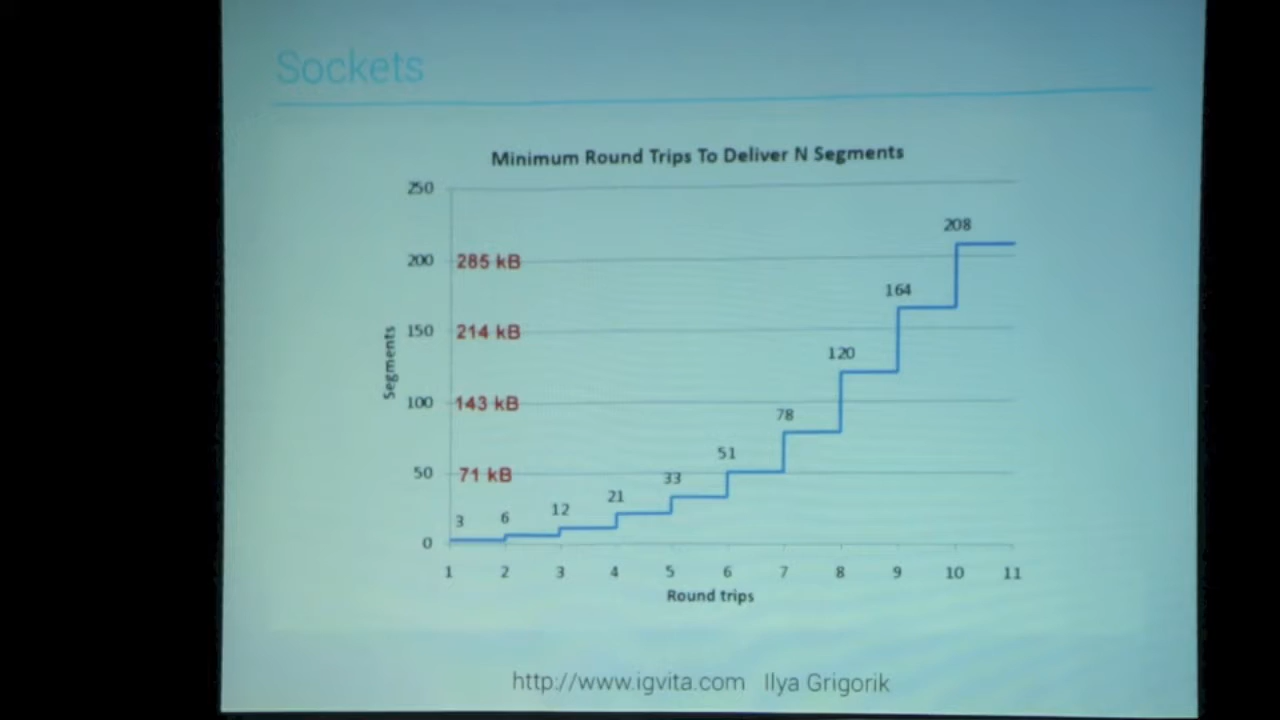 Sockets
Minimum Round Trips To Deliver N Segments
250
208
200 285 kB
164
150 214 kB
120
100 143 kB
78
51
50 71 kB
33
21
12
3 6
0
1 2 3 4 5 6 7 8 9 10 11
Segments
Round trips
http://www.igvita.com Ilya Grigorik